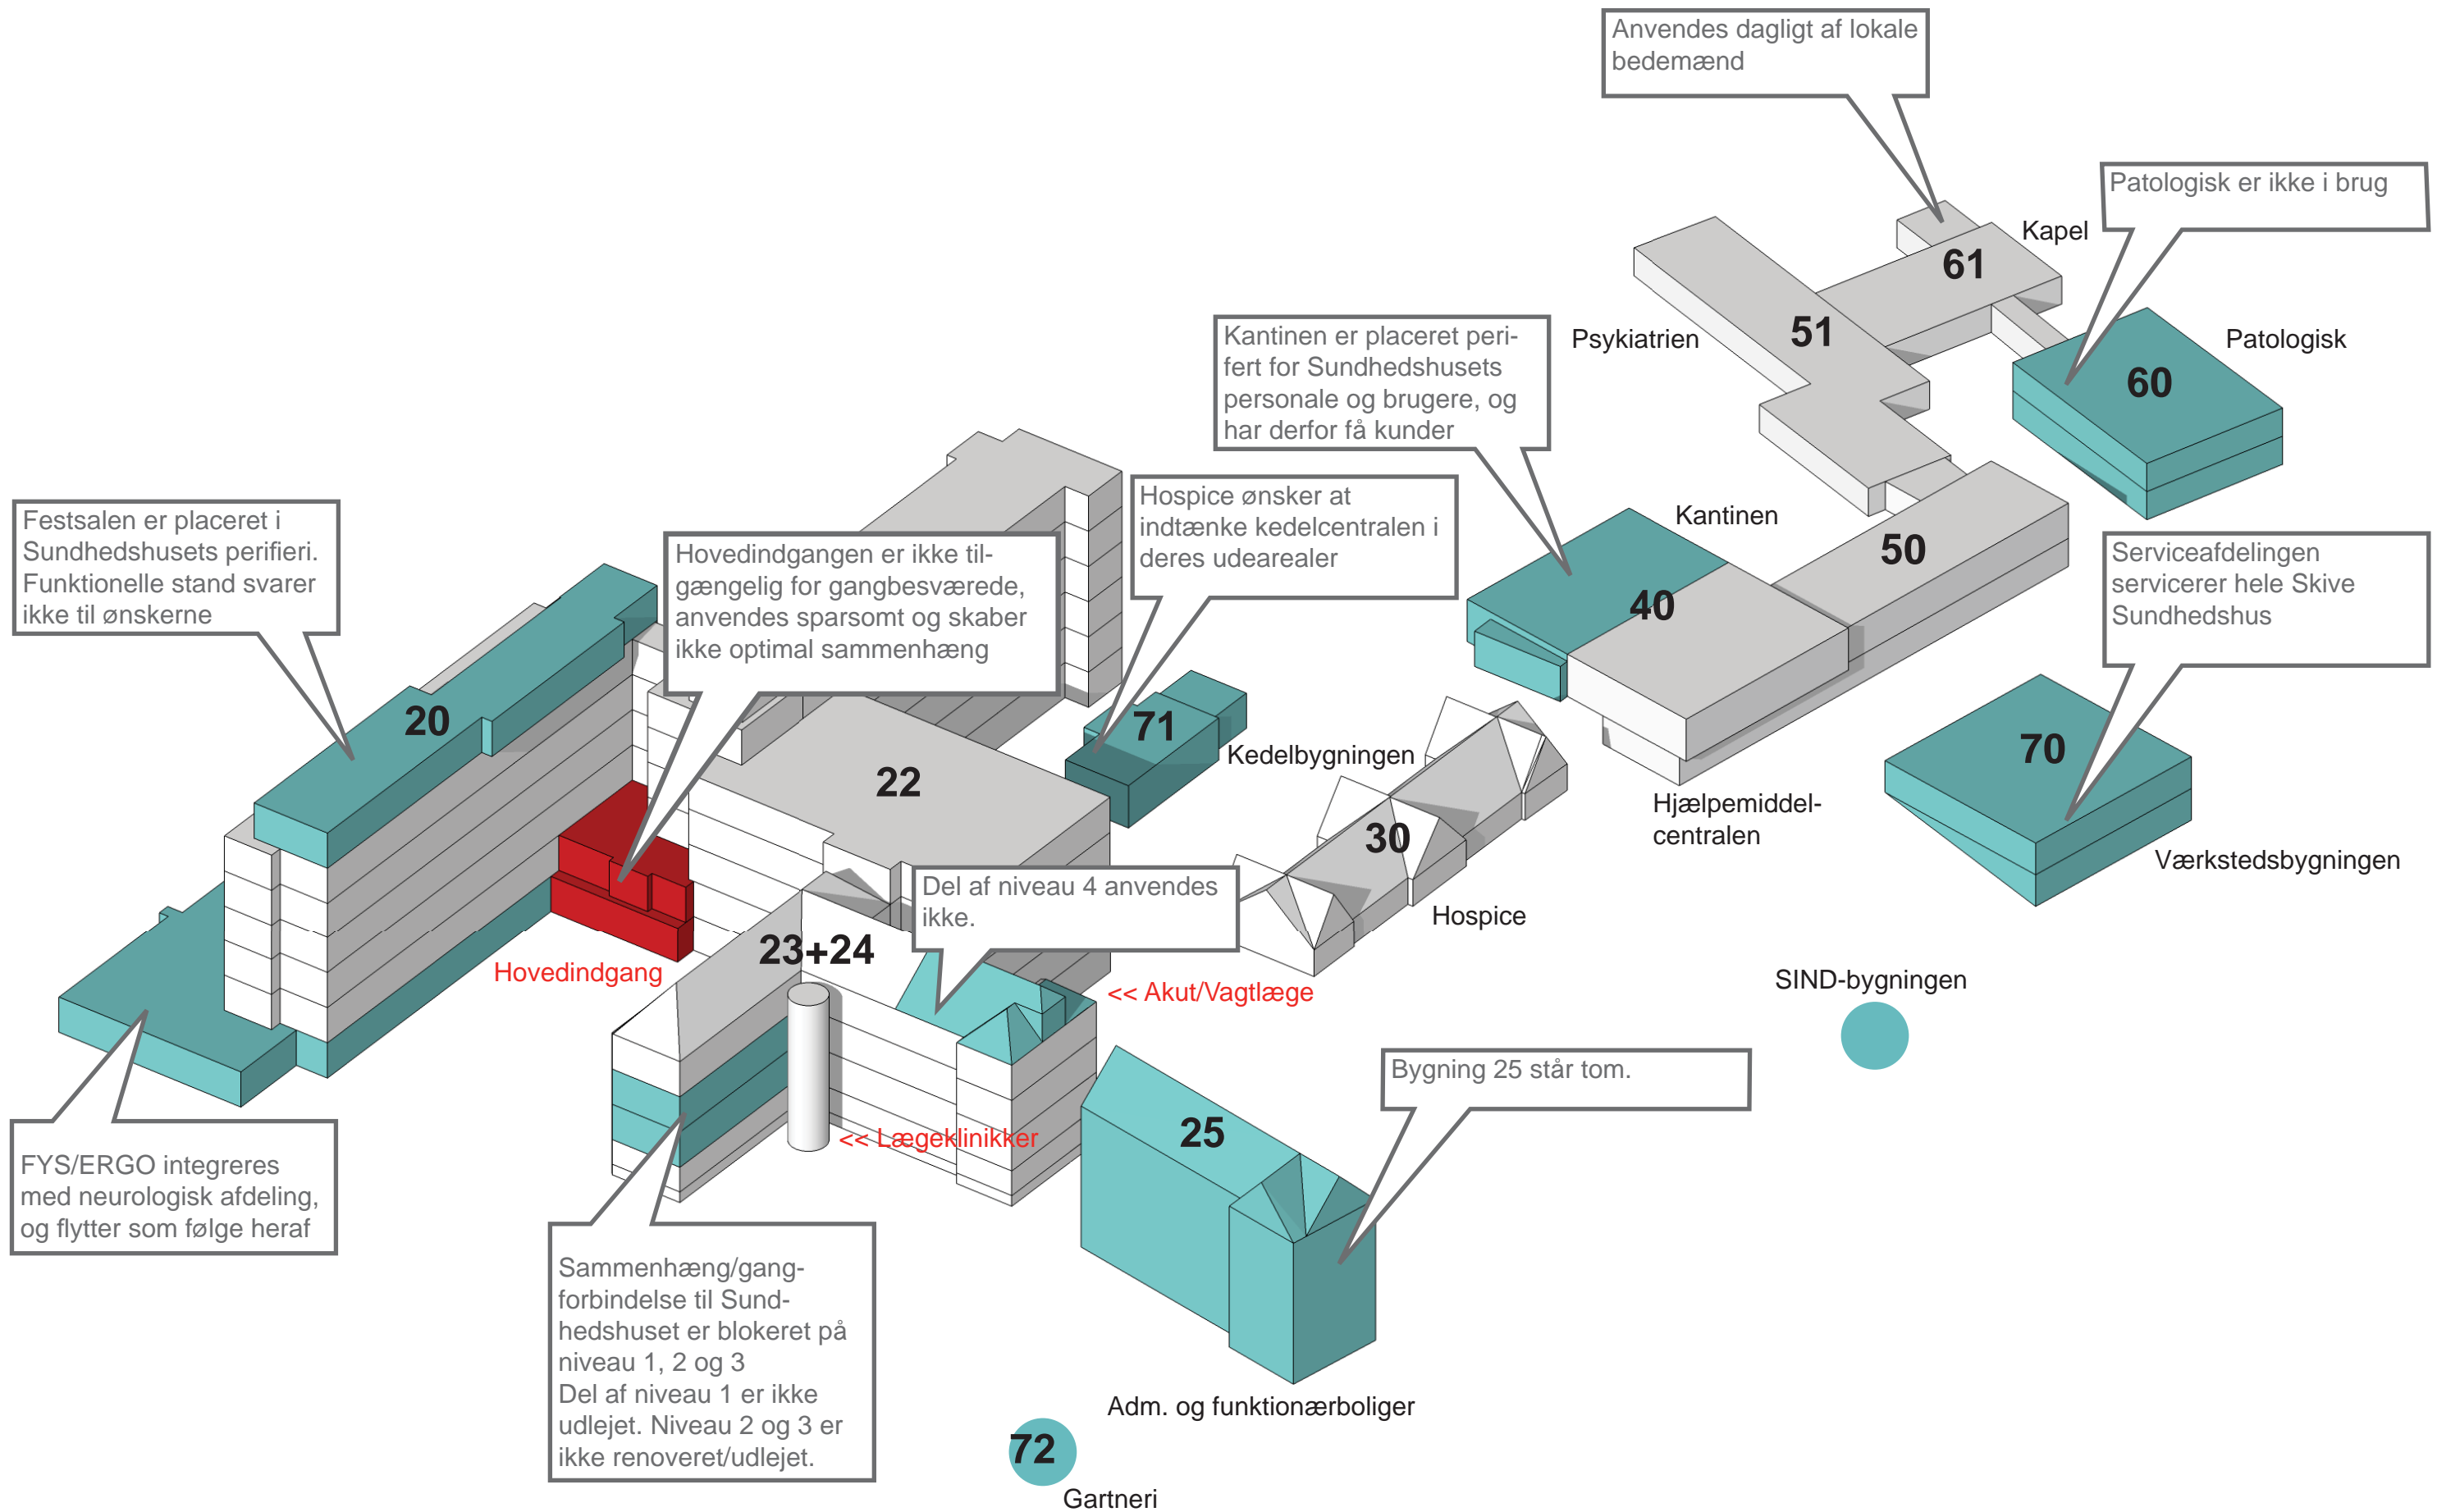 Anvendes dagligt af lokale
bedemænd
Patologisk er ikke i brug
Kapel
61
Kantinen er placeret peri-
fert for Sundhedshusets
personale og brugere, og
har derfor få kunder
Psykiatrien
51
Patologisk
60
Festsalen er placeret i
Sundhedshusets perifieri.
Funktionelle stand svarer
ikke til ønskerne
Hovedindgangen er ikke til-
gængelig for gangbesværede,
anvendes sparsomt og skaber
ikke optimal sammenhæng
Hospice ønsker at
indtænke kedelcentralen i
deres udearealer
Kantinen
50
40
Serviceafdelingen
servicerer hele Skive
Sundhedshus
20
71
Kedelbygningen
70
22
Hjælpemiddel-
centralen
30
Værkstedsbygningen
Del af niveau 4 anvendes
ikke.
Hospice
23+24
Hovedindgang
<< Akut/Vagtlæge
SIND-bygningen
Bygning 25 står tom.
25
<< Lægeklinikker
FYS/ERGO integreres
med neurologisk afdeling,
og flytter som følge heraf
Sammenhæng/gang-
forbindelse til Sund-
hedshuset er blokeret på
niveau 1, 2 og 3
Del af niveau 1 er ikke
udlejet. Niveau 2 og 3 er
ikke renoveret/udlejet.
Adm. og funktionærboliger
72
Gartneri